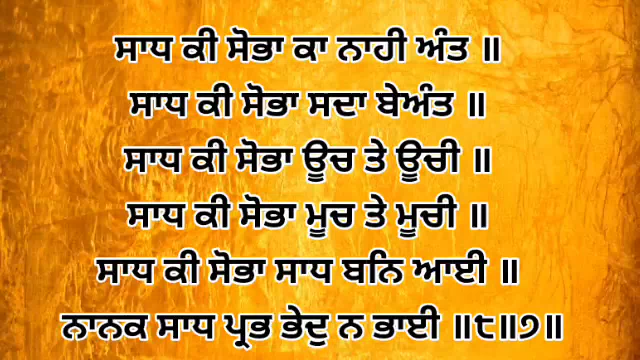 ਸਾਧ ਕੀ ਸੋਭਾ ਕਾ ਨਾਹੀ ਅੰਤ ॥
ਸਾਧ ਕੀ ਸੋਭਾ ਸਦਾ ਬੇਅੰਤ ॥
ਸਾਧ ਕੀ ਸੋਭਾ ਊਚ ਤੇ ਊਚੀ ॥
ਸਾਧ ਕੀ ਸੋਭਾ ਮੂਚ ਤੇ ਮੂਚੀ ॥
ਸਾਧ ਕੀ ਸੋਭਾ ਸਾਧ ਬਨਿ ਆਈ ॥
ਨਾਨਕ ਸਾਧ ਪ੍ਰਭ ਭੇਦੁ ਨ ਭਾਈ ॥੮॥੭॥